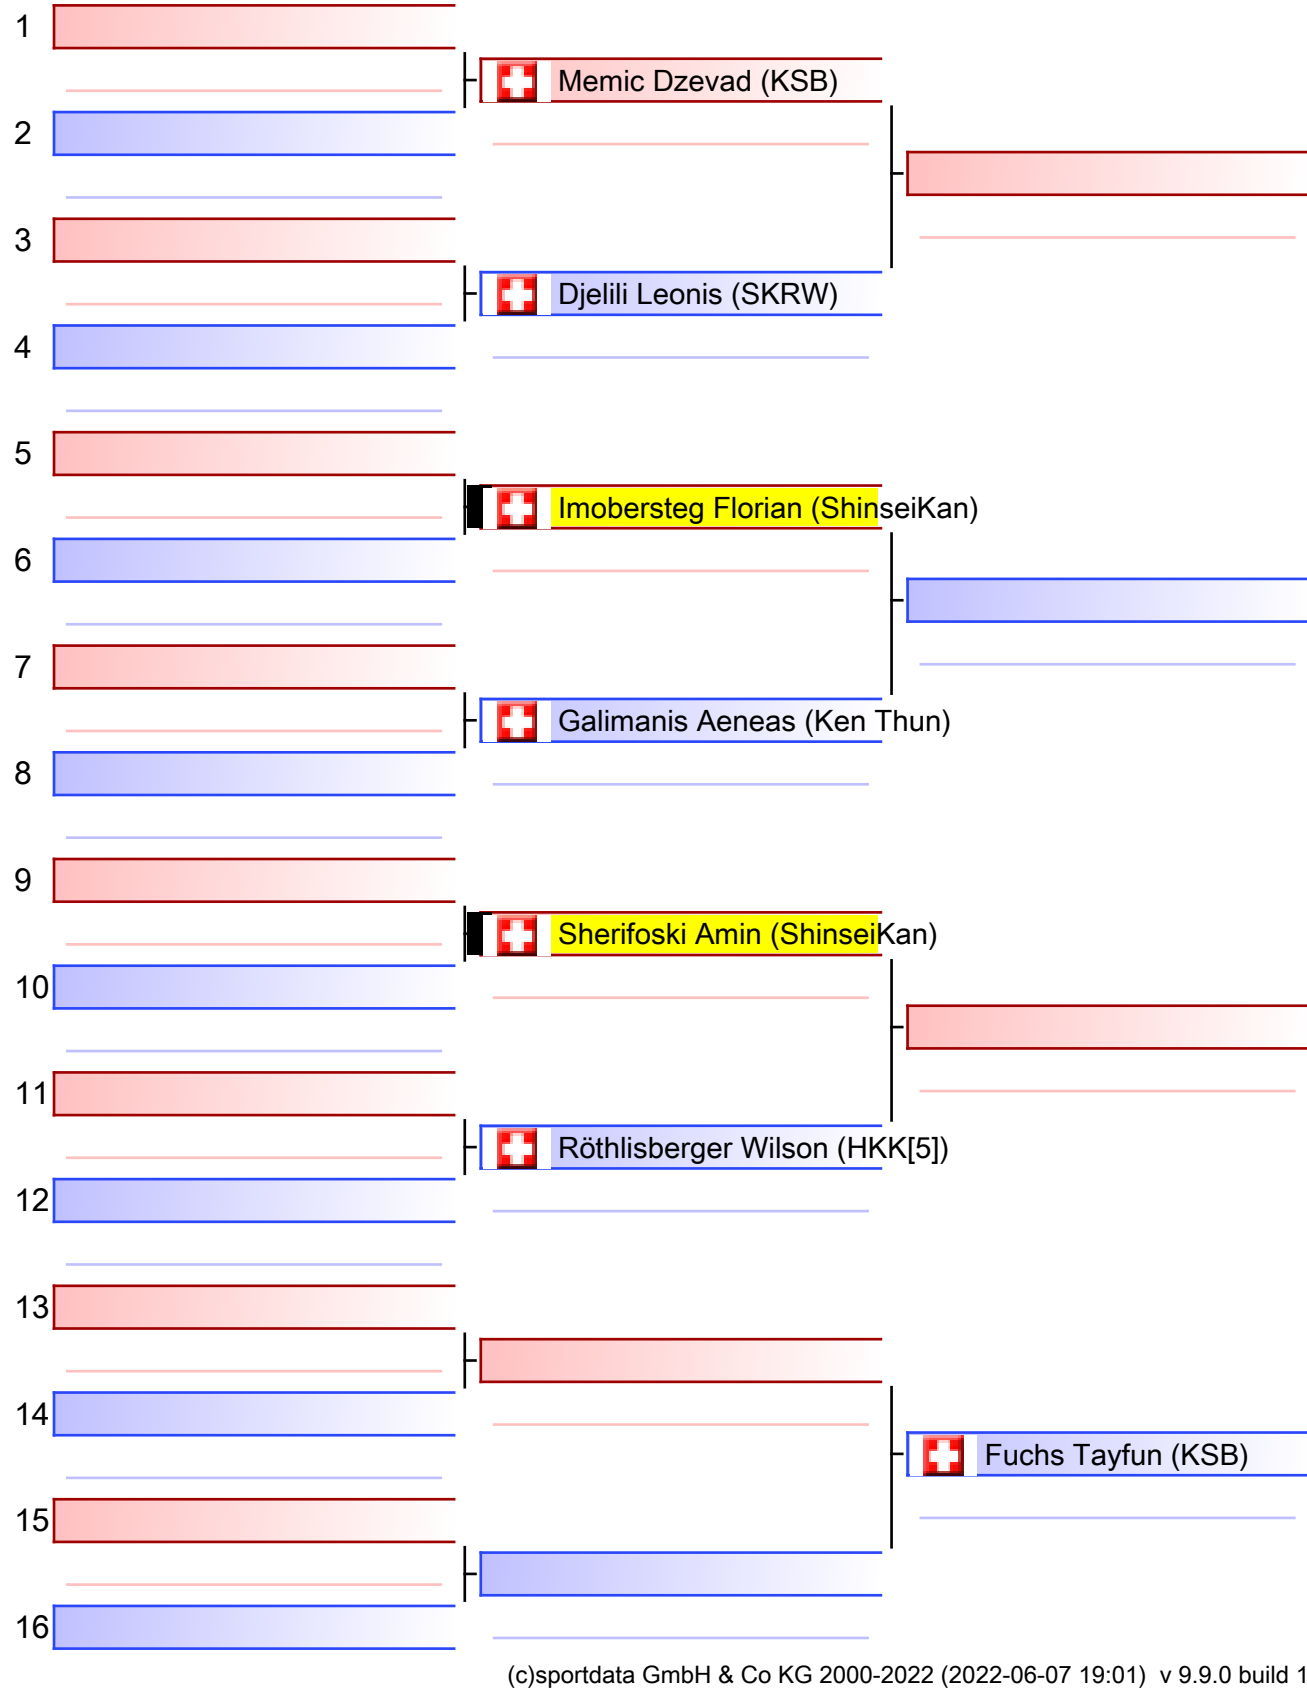 1
Memic Dzevad (KSB)
2
3
Djelili Leonis (SKRW)
4
5
Imobersteg Florian (ShinseiKan)
6
7
Galimanis Aeneas (Ken Thun)
8
9
Sherifoski Amin (ShinseiKan)
10
11
Röthlisberger Wilson (HKK[5])
12
13
14
Fuchs Tayfun (KSB)
15
16
(c)sportdata GmbH & Co KG 2000-2022 (2022-06-07 19:01) v 9.9.0 build 1